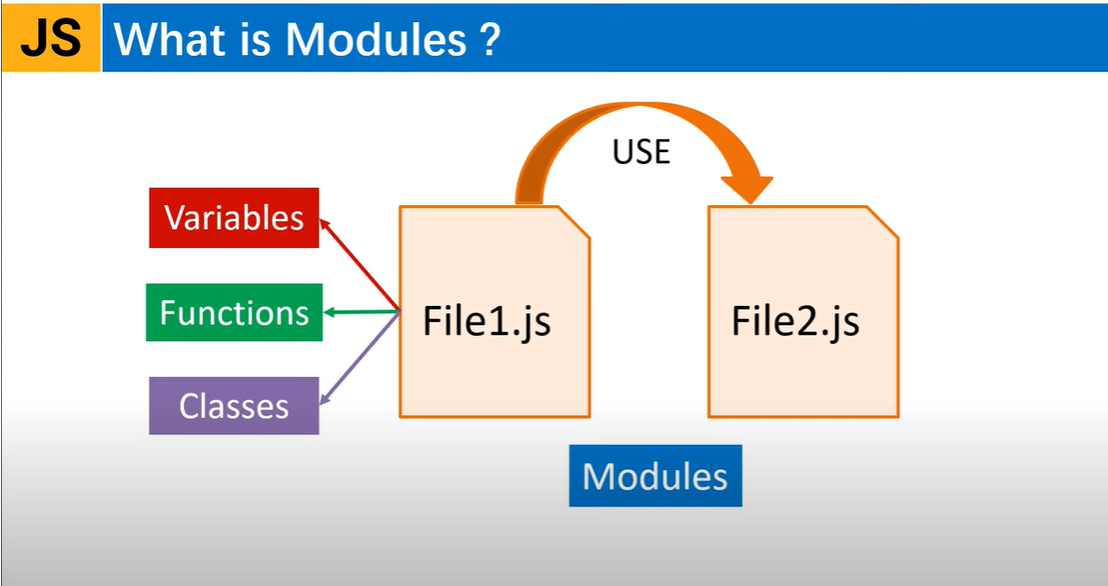 JS What is Modules ?
USE
Variables
Functions
Classes
File1.js
File2.js
Modules